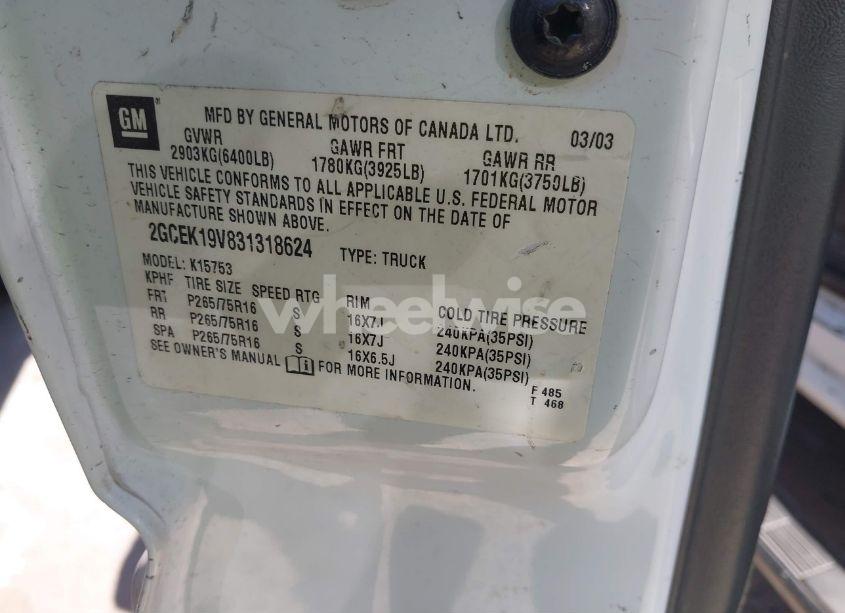 GM
MFD BY GENERAL MOTORS OF CANADA LTD. 03/03
GVWR GAWR FRT GAWR RR
2903KG(6400LB) 1780KG(3925LB) 1701KG(3750LB)
THIS VEHICLE CONFORMS TO ALL APPLICABLE U.S. FEDERAL MOTOR
VEHICLE SAFETY STANDARDS IN EFFECT ON THE DATE OF
MANUFACTURE SHOWN ABOVE.
2GCEK19V831318624 TYPE: TRUCK
MODEL: K15753
KPHF TIRE SIZE SPEED RTG RIM COLD TIRE PRESSURE
FRT P265/75R16 S 16X7J 240KPA(35PSI)
RR P265/75R16 S 16X7J 240KPA(35PSI)
SPA P265/75R16 S 16X6.5J 240KPA(35PSI)
SEE OWNER'S MANUAL FOR MORE INFORMATION.
F 485
T 468
wheelwise